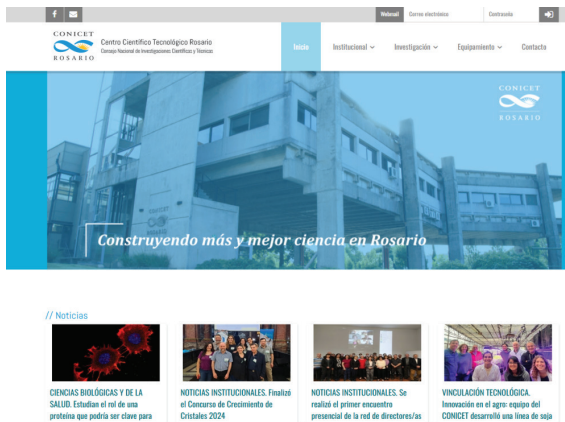 Webmail Correo electrónico Contraseña
CONICET
ROSARIO
Centro Científico Tecnológico Rosario
Consejo Nacional de Investigaciones Científicas y Técnicas
Inicio Institucional Investigación Equipamiento Contacto
CONICET
ROSARIO
Construyendo más y mejor ciencia en Rosario
// Noticias
CIENCIAS BIOLÓGICAS Y DE LA
SALUD. Estudian el rol de una
proteína que podría ser clave para
NOTICIAS INSTITUCIONALES. Finalizó
el Concurso de Crecimiento de
Cristales 2024
NOTICIAS INSTITUCIONALES. Se
realizó el primer encuentro
presencial de la red de directores/as
VINCULACIÓN TECNOLÓGICA.
Innovación en el agro: equipo del
CONICET desarrolló una línea de soja